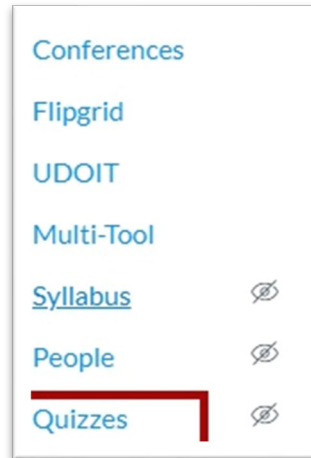 Conferences
Flipgrid
UDOIT
Multi-Tool
Syllabus
People
Quizzes